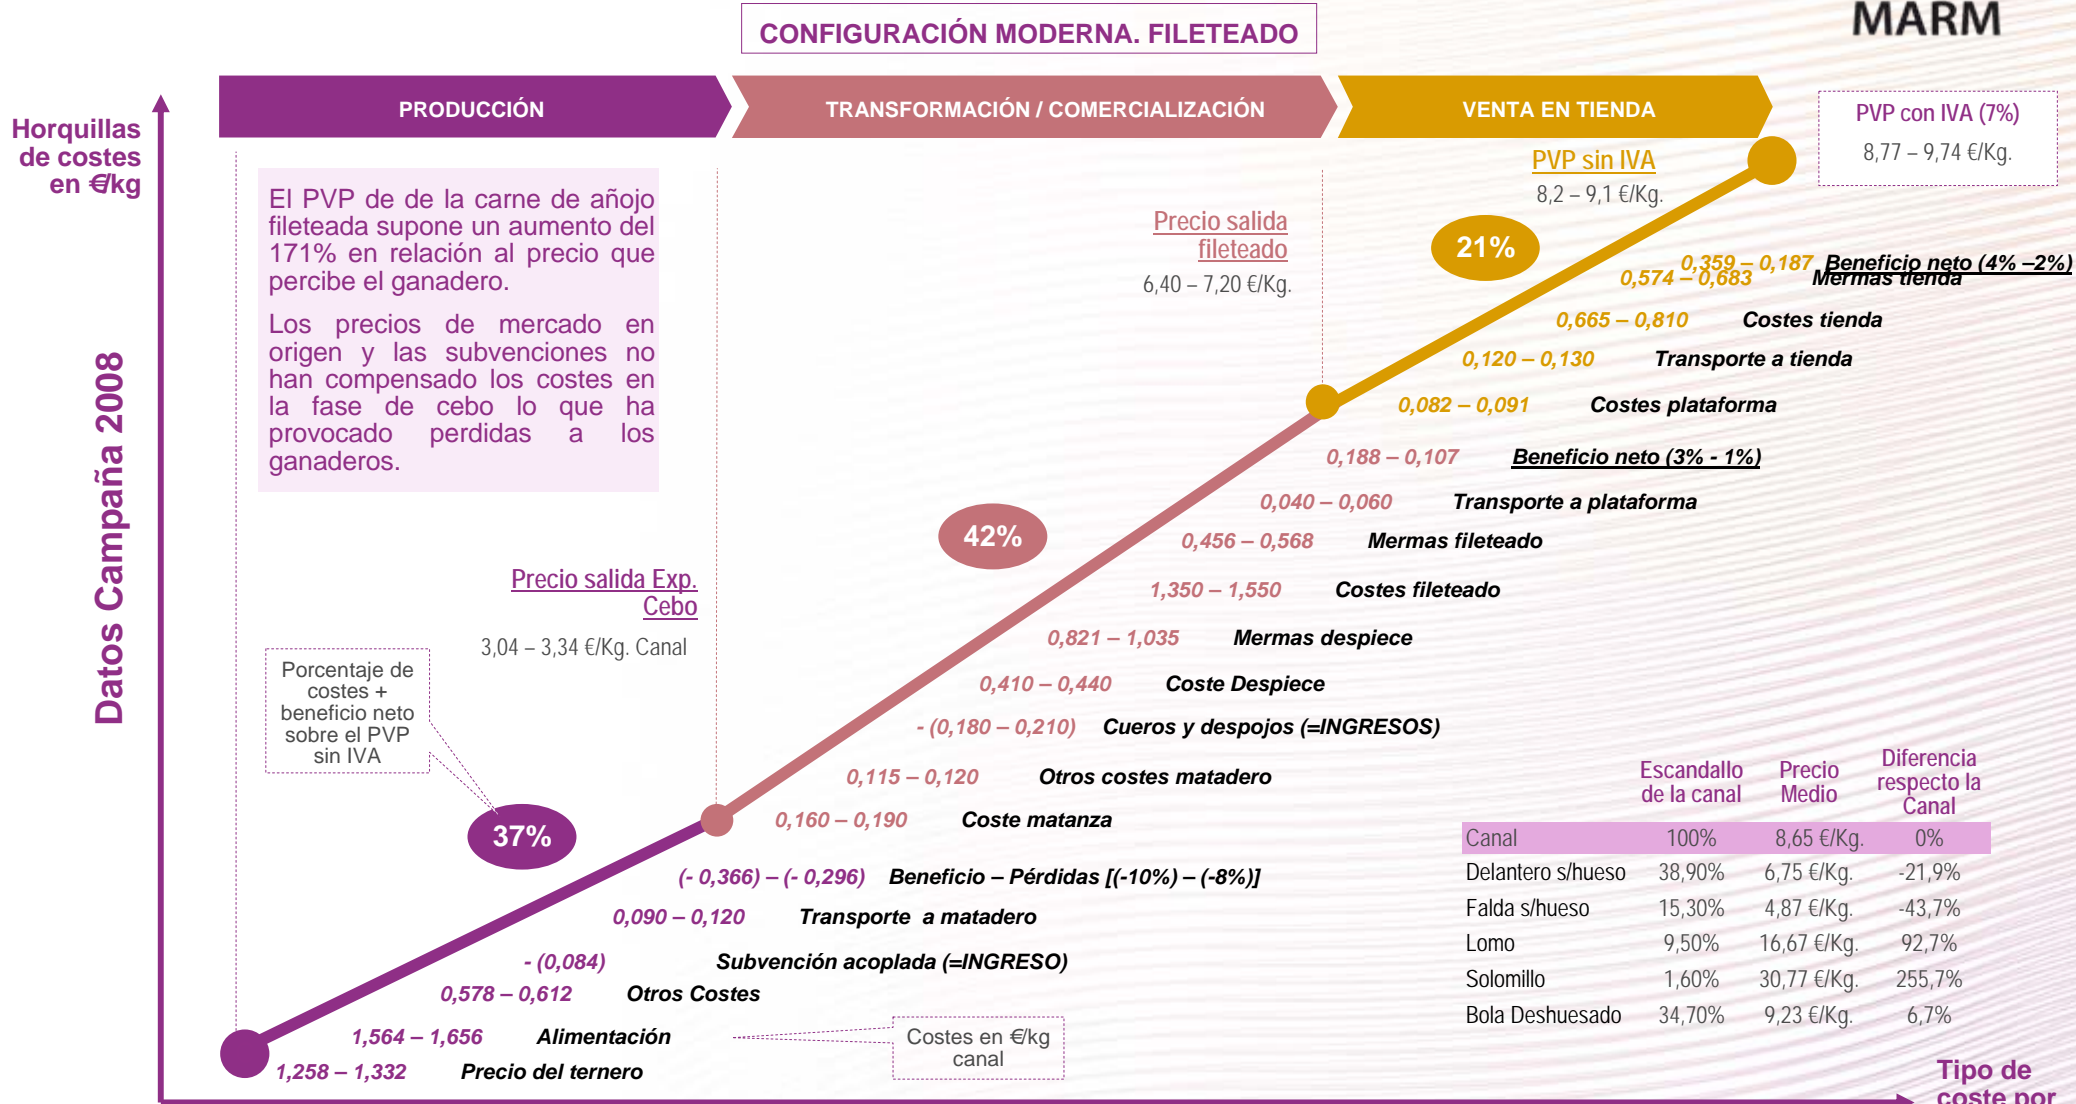 MARM
CONFIGURACIÓN MODERNA. FILETEADO
PRODUCCIÓN
TRANSFORMACIÓN / COMERCIALIZACIÓN
VENTA EN TIENDA
Horquillas
de costes
en €/kg
Datos Campaña 2008
PVP con IVA (7%)
8,77 – 9,74 €/Kg.
El PVP de de la carne de añojo
fileteada supone un aumento del
171% en relación al precio que
percibe el ganadero.
Los precios de mercado en
origen y las subvenciones no
han compensado los costes en
la fase de cebo lo que ha
provocado perdidas a los
ganaderos.
PVP sin IVA
8,2 – 9,1 €/Kg.
Precio salida
fileteado
6,40 – 7,20 €/Kg.
21%
0,359 – 0,187 Beneficio neto (4% –2%)
0,574 – 0,683 Mermas tienda
0,665 – 0,810 Costes tienda
0,120 – 0,130 Transporte a tienda
0,082 – 0,091 Costes plataforma
0,188 – 0,107 Beneficio neto (3% - 1%)
0,040 – 0,060 Transporte a plataforma
42%
0,456 – 0,568 Mermas fileteado
1,350 – 1,550 Costes fileteado
Precio salida Exp.
Cebo
3,04 – 3,34 €/Kg. Canal
0,821 – 1,035 Mermas despiece
0,410 – 0,440 Coste Despiece
- (0,180 – 0,210) Cueros y despojos (=INGRESOS)
0,115 – 0,120 Otros costes matadero
0,160 – 0,190 Coste matanza
Porcentaje de
costes +
beneficio neto
sobre el PVP
sin IVA
37%
(- 0,366) – (- 0,296) Beneficio – Pérdidas [(-10%) – (-8%)]
0,090 – 0,120 Transporte a matadero
- (0,084) Subvención acoplada (=INGRESO)
0,578 – 0,612 Otros Costes
1,564 – 1,656 Alimentación
1,258 – 1,332 Precio del ternero
Costes en €/kg
canal
Escandallo
de la canal
Precio
Medio
Diferencia
respecto la
Canal
Canal 100% 8,65 €/Kg. 0%
Delantero s/hueso 38,90% 6,75 €/Kg. -21,9%
Falda s/hueso 15,30% 4,87 €/Kg. -43,7%
Lomo 9,50% 16,67 €/Kg. 92,7%
Solomillo 1,60% 30,77 €/Kg. 255,7%
Bola Deshuesado 34,70% 9,23 €/Kg. 6,7%
Tipo de
coste por